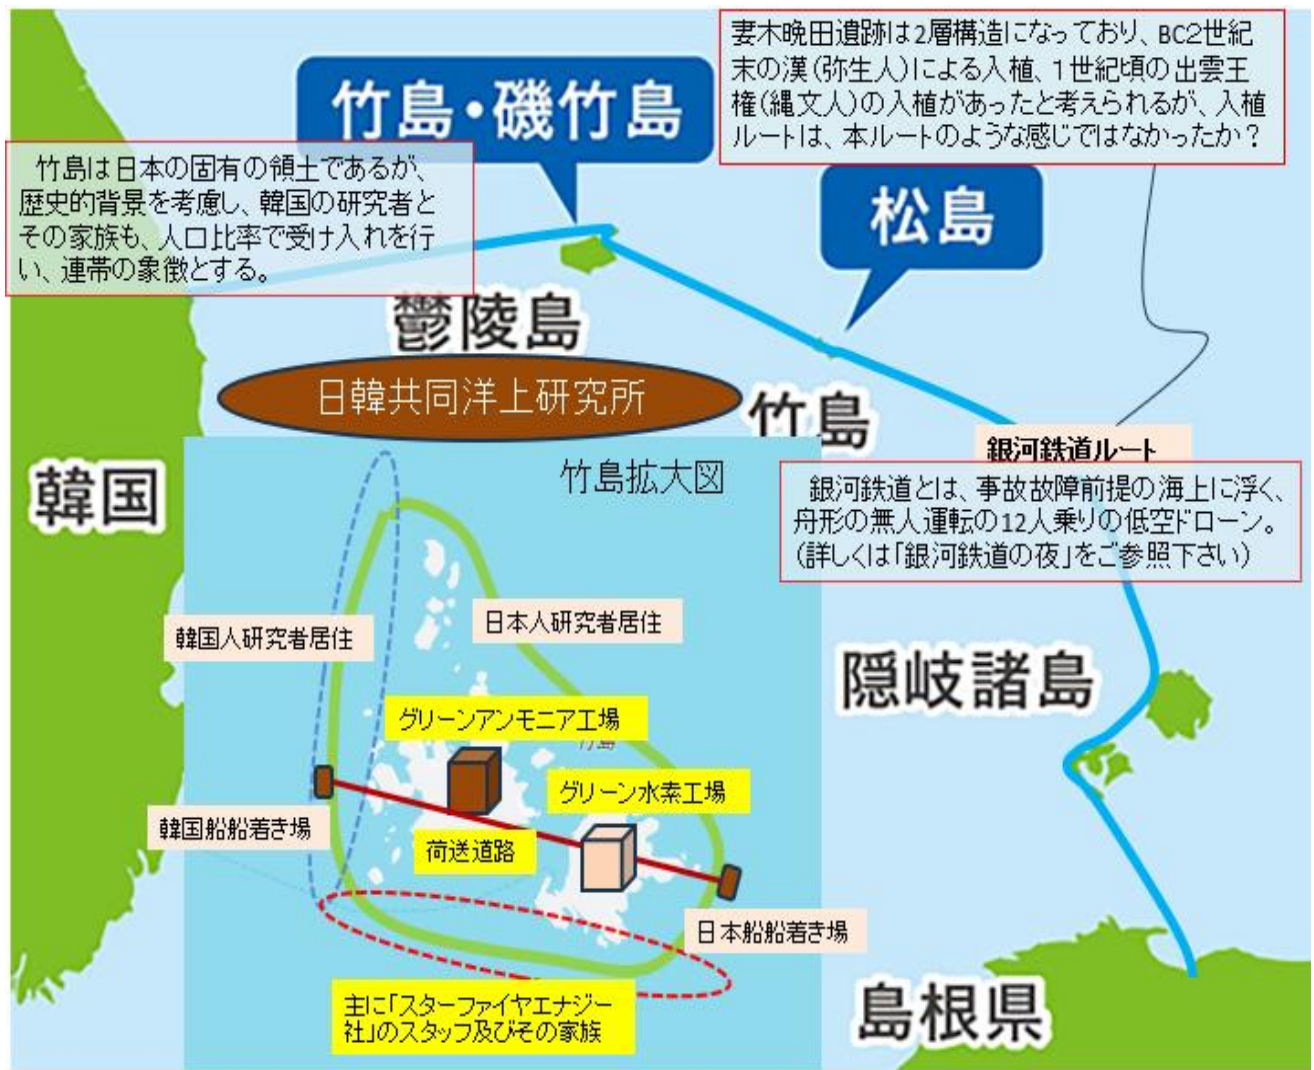 妻木晩田遺跡は2層構造になっており、BC2世紀
末の漢(弥生人)による入植、1世紀頃の出雲王
権(縄文人)の入植があったと考えられるが、入植
ルートは、本ルートのような感じではなかったか?
竹島・磯竹島
竹島は日本の固有の領土であるが、
歴史的背景を考慮し、韓国の研究者と
その家族も、人口比率で受け入れを行
い、連帯の象徴とする。
松島
鬱陵島
日韓共同洋上研究所
竹島
韓国
竹島拡大図
銀河鉄道ルート
銀河鉄道とは、事故故障前提の海上に浮く、
舟形の無人運転の12人乗りの低空ドローン。
(詳しくは「銀河鉄道の夜」をご参照下さい)
韓国人研究者居住
日本人研究者居住
隠岐諸島
グリーンアンモニア工場
竹島
グリーン水素工場
韓国船船着き場
荷送道路
日本船船着き場
主に「スターファイヤエナジー
社」のスタッフ及びその家族
島根県